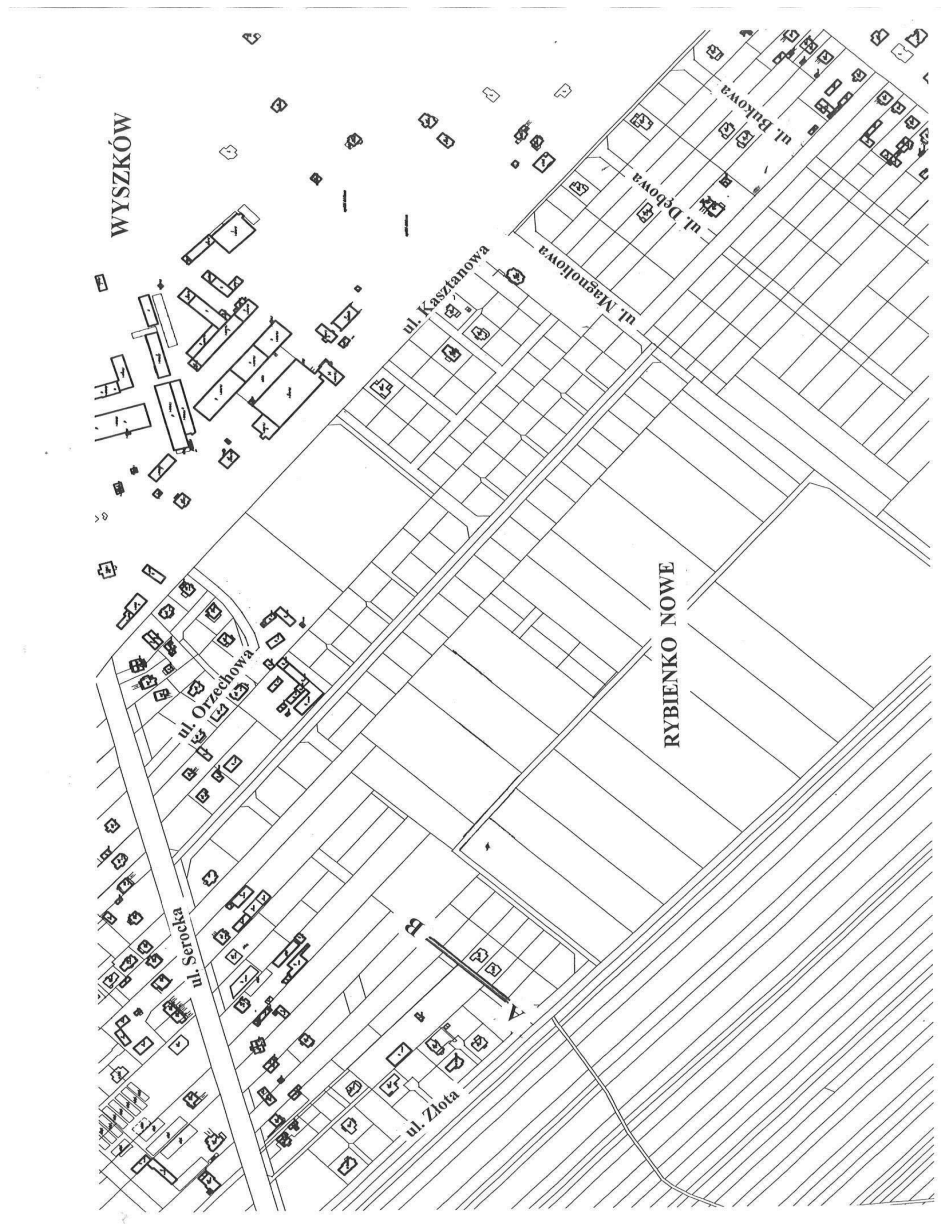 WYSZKÓW
ul. Bukowa
ul. Dębowa
ul. Magnoliowa
ul. Kasztanowa
RYBIENKO NOWE
ul. Orzechowa
ul. Serocka
B
A
ul. Złota